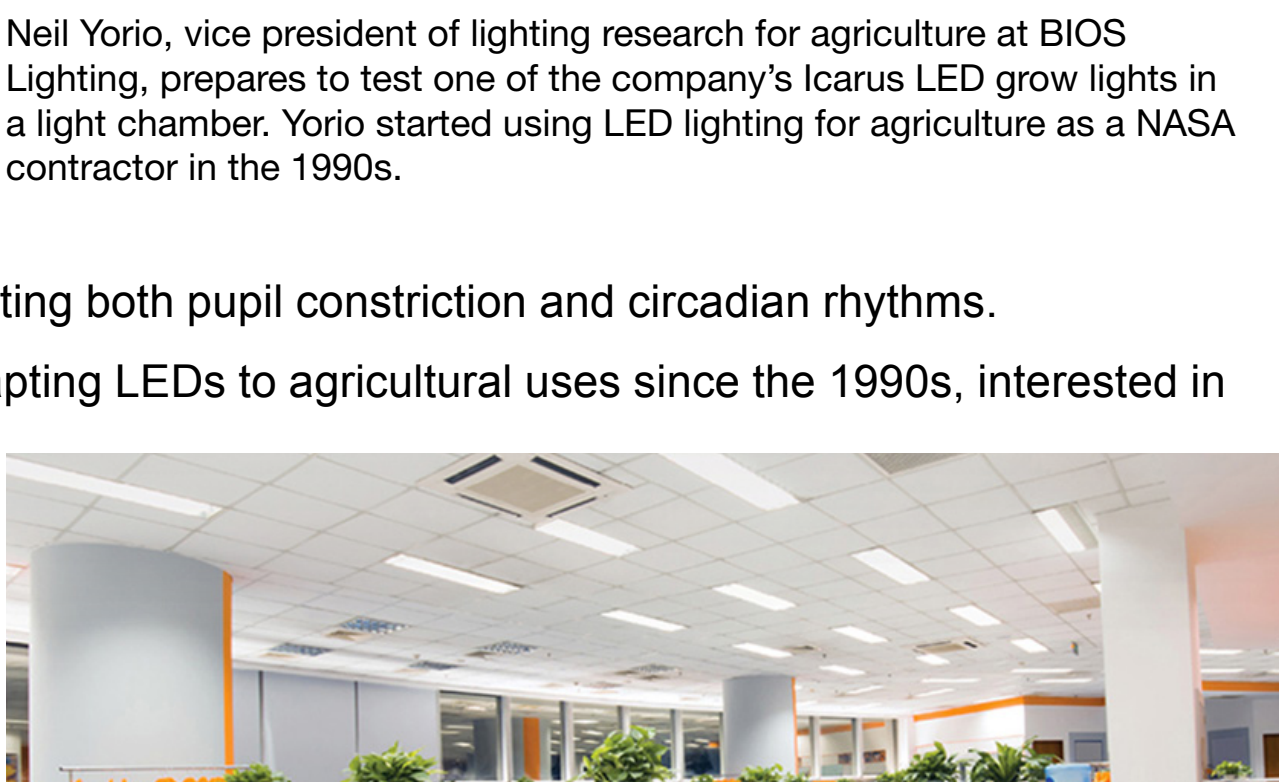 Neil Yorio, vice president of lighting research for agriculture at BIOS
Lighting, prepares to test one of the company’s Icarus LED grow lights in
a light chamber. Yorio started using LED lighting for agriculture as a NASA
contractor in the 1990s.
ting both pupil constriction and circadian rhythms.
pting LEDs to agricultural uses since the 1990s, interested in